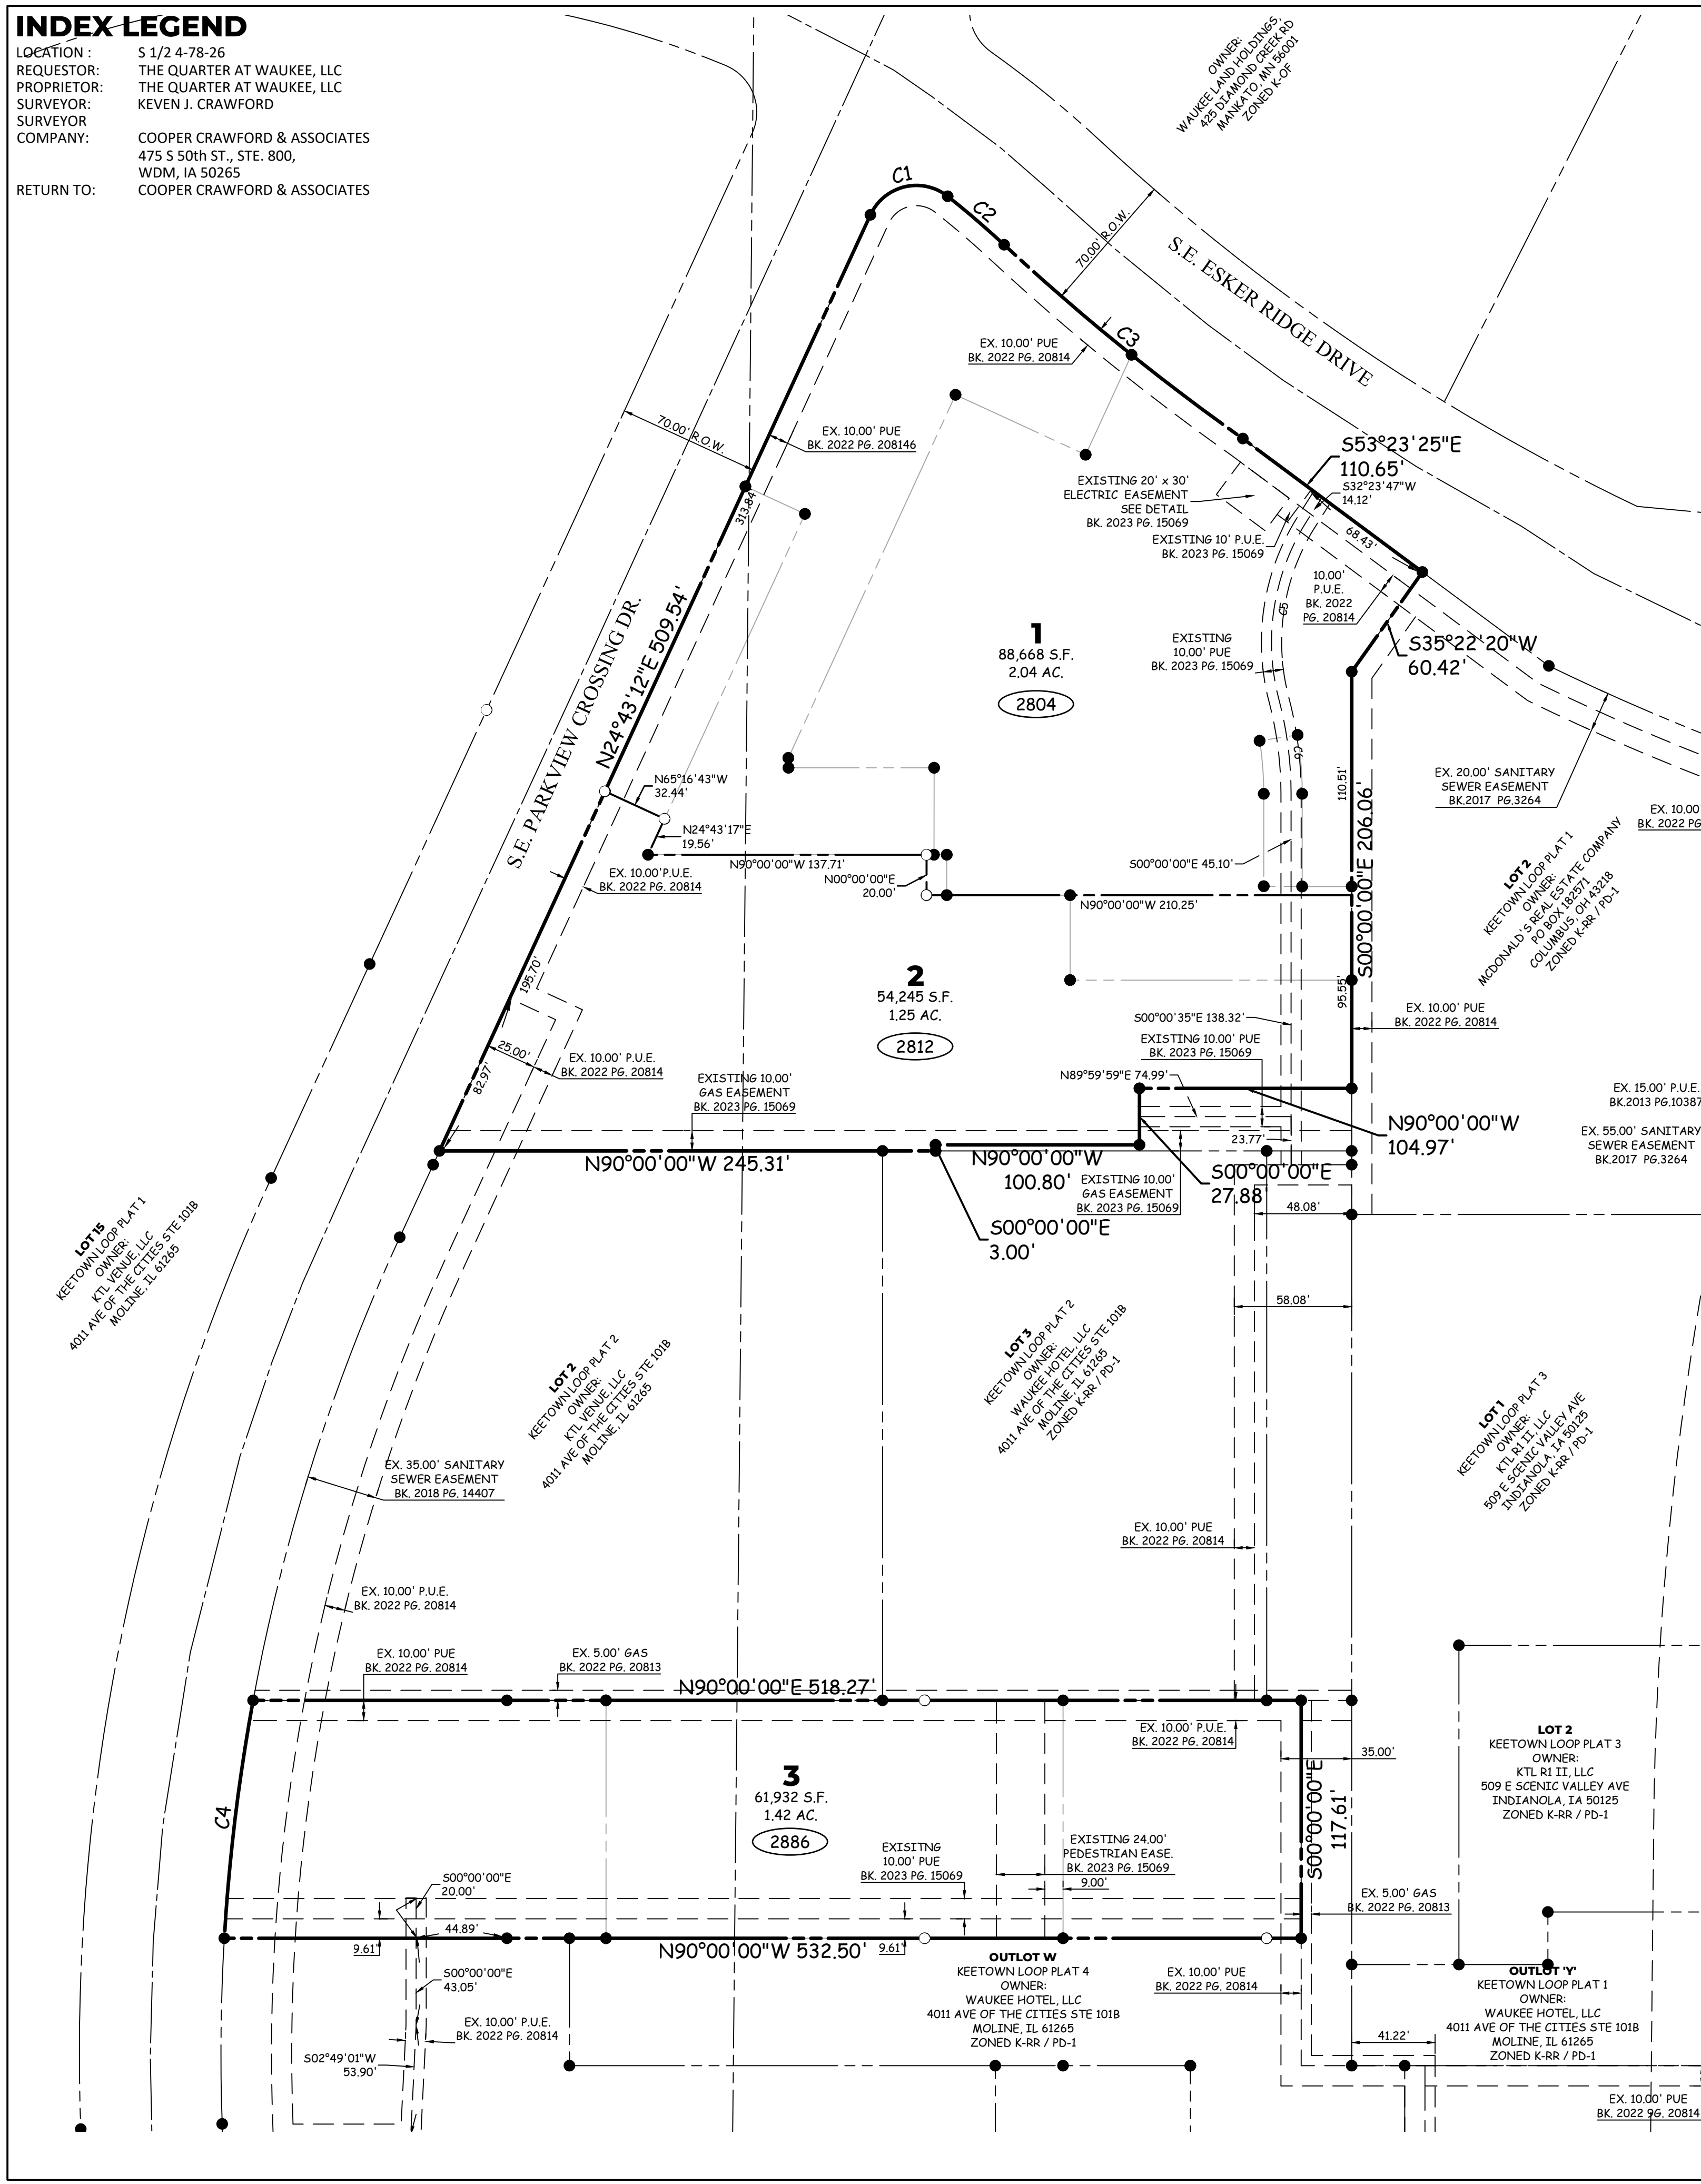 INDEX LEGEND
LOCATION : S 1/2 4-78-26
REQUESTOR: THE QUARTER AT WAUKEE, LLC
PROPRIETOR: THE QUARTER AT WAUKEE, LLC
SURVEYOR: KEVEN J. CRAWFORD
SURVEYOR
COMPANY: COOPER CRAWFORD & ASSOCIATES
475 S 50th ST., STE. 800,
WDM, IA 50265
RETURN TO: COOPER CRAWFORD & ASSOCIATES
OWNER:
WAUKEE LAND HOLDINGS,
425 DIAMOND CREEK RD
MANKATO, MN 56001
ZONED K-OF
C1
C2
70.00' R.O.W.
S.E. ESKER RIDGE DRIVE
C3
EX. 10.00' PUE
BK. 2022 PG. 20814
70.00' R.O.W.
EX. 10.00' PUE
BK. 2022 PG. 208146
S53°23'25"E
110.65'
S32°23'47"W
14.12'
EXISTING 20' x 30'
ELECTRIC EASEMENT
SEE DETAIL
BK. 2023 PG. 15069
313.84'
EXISTING 10' P.U.E.
BK. 2023 PG. 15069
68.43'
10.00'
P.U.E.
BK. 2022
PG. 20814
C5
S.E. PARKVIEW CROSSING DR.
N24°43'12"E 509.54'
1
88,668 S.F.
2.04 AC.
2804
EXISTING
10.00' PUE
BK. 2023 PG. 15069
S35°22'20"W
60.42'
C6
N65°16'43"W
32.44'
110.51'
S00°00'00"E 206.06'
EX. 20.00' SANITARY
SEWER EASEMENT
BK.2017 PG.3264
EX. 10.00'
BK. 2022 PG.
N24°43'17"E
19.56'
N90°00'00"W 137.71'
N00°00'00"E
20.00'
S00°00'00"E 45.10'
EX. 10.00'P.U.E.
BK. 2022 PG. 20814
N90°00'00"W 210.25'
LOT 2
KEETOWN LOOP PLAT 1
OWNER:
MCDONALD'S REAL ESTATE COMPANY
PO BOX 182571
COLUMBUS, OH 43218
ZONED K-RR / PD-1
195.70'
2
54,245 S.F.
1.25 AC.
2812
95.55'
EX. 10.00' PUE
BK. 2022 PG. 20814
S00°00'35"E 138.32'
EXISTING 10.00' PUE
BK. 2023 PG. 15069
25.00'
EX. 10.00' P.U.E.
BK. 2022 PG. 20814
82.97'
EXISTING 10.00'
GAS EASEMENT
BK. 2023 PG. 15069
N89°59'59"E 74.99'
EX. 15.00' P.U.E.
BK.2013 PG.10387
N90°00'00"W
104.97'
EX. 55.00' SANITARY
SEWER EASEMENT
BK.2017 PG.3264
23.77'
N90°00'00"W 245.31'
N90°00'00"W
100.80'
S00°00'00"E
27.88'
EXISTING 10.00'
GAS EASEMENT
BK. 2023 PG. 15069
48.08'
S00°00'00"E
3.00'
LOT 15
KEETOWN LOOP PLAT 1
OWNER:
KTL VENUE, LLC
4011 AVE OF THE CITIES STE 101B
MOLINE, IL 61265
58.08'
LOT 2
KEETOWN LOOP PLAT 2
OWNER:
KTL VENUE, LLC
4011 AVE OF THE CITIES STE 101B
MOLINE, IL 61265
LOT 3
KEETOWN LOOP PLAT 2
OWNER:
WAUKEE HOTEL, LLC
4011 AVE OF THE CITIES STE 101B
MOLINE, IL 61265
ZONED K-RR / PD-1
LOT 1
KEETOWN LOOP PLAT 3
OWNER:
KTL R1 II, LLC
509 E SCENIC VALLEY AVE
INDIANOLA, IA 50125
ZONED K-RR / PD-1
EX. 35.00' SANITARY
SEWER EASEMENT
BK. 2018 PG. 14407
EX. 10.00' PUE
BK. 2022 PG. 20814
EX. 10.00' P.U.E.
BK. 2022 PG. 20814
EX. 10.00' PUE
BK. 2022 PG. 20814
EX. 5.00' GAS
BK. 2022 PG. 20813
N90°00'00"E 518.27'
EX. 10.00' P.U.E.
BK. 2022 PG. 20814
35.00'
LOT 2
KEETOWN LOOP PLAT 3
OWNER:
KTL R1 II, LLC
509 E SCENIC VALLEY AVE
INDIANOLA, IA 50125
ZONED K-RR / PD-1
C4
3
61,932 S.F.
1.42 AC.
2886
S00°00'00"E
117.61'
EXISITNG
10.00' PUE
BK. 2023 PG. 15069
EXISTING 24.00'
PEDESTRIAN EASE.
BK. 2023 PG. 15069
9.00'
S00°00'00"E
20.00'
EX. 5.00' GAS
BK. 2022 PG. 20813
44.89'
9.61'
N90°00'00"W 532.50'
9.61'
OUTLOT W
KEETOWN LOOP PLAT 4
OWNER:
WAUKEE HOTEL, LLC
4011 AVE OF THE CITIES STE 101B
MOLINE, IL 61265
ZONED K-RR / PD-1
EX. 10.00' PUE
BK. 2022 PG. 20814
OUTLOT 'Y'
KEETOWN LOOP PLAT 1
OWNER:
WAUKEE HOTEL, LLC
4011 AVE OF THE CITIES STE 101B
MOLINE, IL 61265
ZONED K-RR / PD-1
S00°00'00"E
43.05'
EX. 10.00' P.U.E.
BK. 2022 PG. 20814
41.22'
S02°49'01"W
53.90'
EX. 10.00' PUE
BK. 2022 9G. 20814